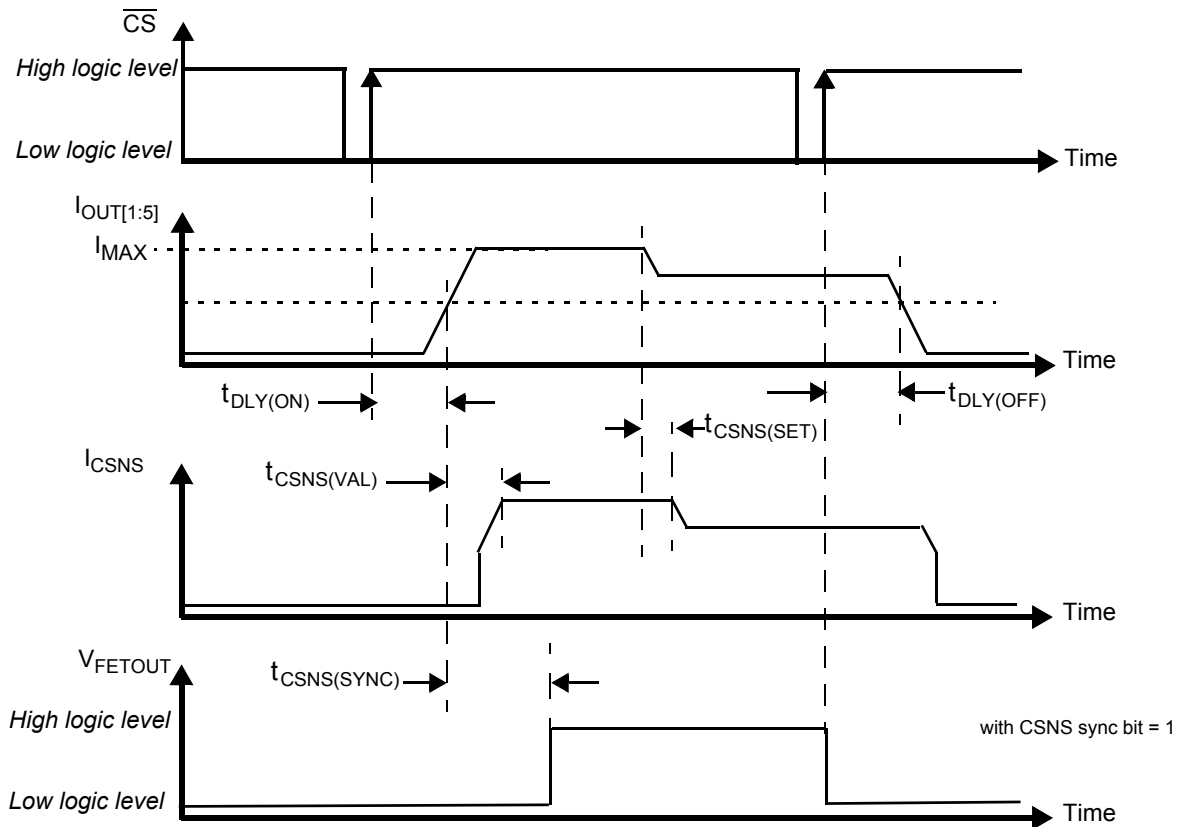 CS
High logic level
Low logic level
Time
IOUT[1:5]
IMAX
Time
tDLY(ON)
tDLY(OFF)
tCSNS(SET)
ICSNS
tCSNS(VAL)
Time
VFETOUT
tCSNS(SYNC)
High logic level
with CSNS sync bit = 1
Low logic level
Time